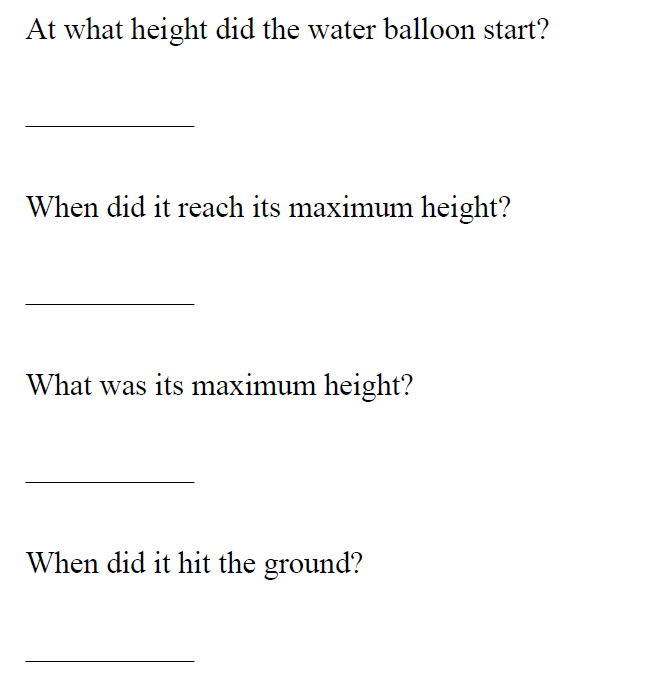 At what height did the water balloon start?
When did it reach its maximum height?
What was its maximum height?
When did it hit the ground?